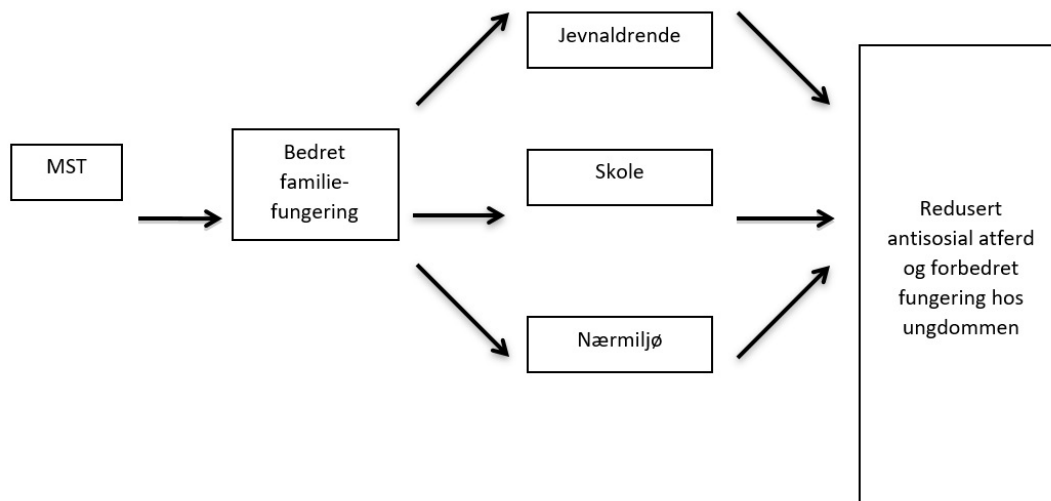 MST
Bedret
familie-
fungering
Jevnaldrende
Skole
Nærmiljø
Redusert
antisosial atferd
og forbedret
fungering hos
ungdommen